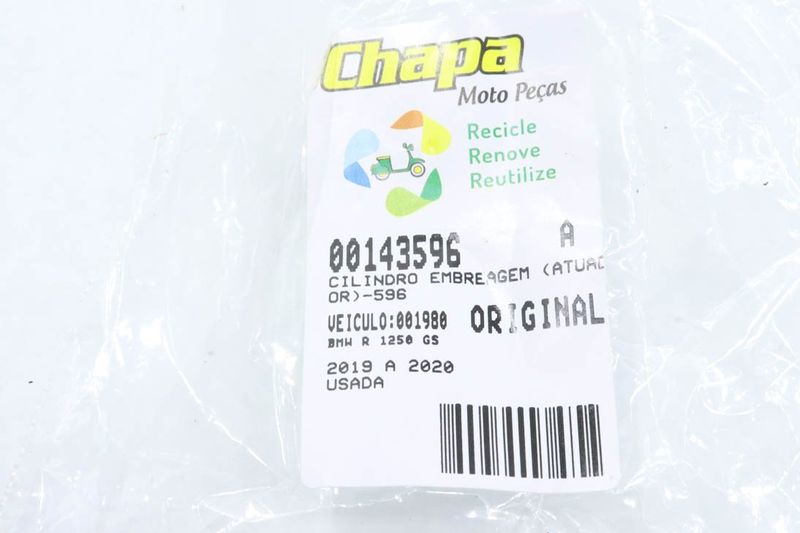 Chapa
Moto Peças
Recicle
Renove
Reutilize
00143596 A
CILINDRO EMBREAGEM (ATUAD
OR)-596
VEICULO:001980 ORIGINAL
BMW R 1250 GS
2019 A 2020
USADA